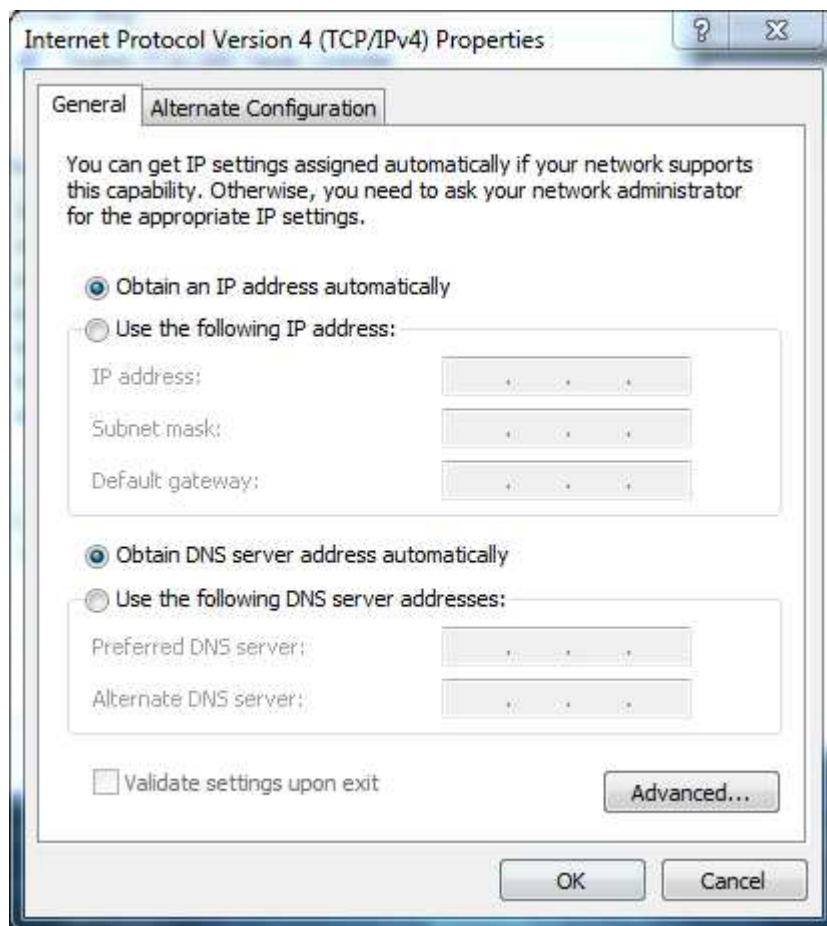 Internet Protocol Version 4 (TCP/IPv4) Properties
General
Alternate Configuration
You can get IP settings assigned automatically if your network supports
this capability. Otherwise, you need to ask your network administrator
for the appropriate IP settings.
Obtain an IP address automatically
Use the following IP address:
IP address:
Subnet mask:
Default gateway:
Obtain DNS server address automatically
Use the following DNS server addresses:
Preferred DNS server:
Alternate DNS server:
Validate settings upon exit
Advanced...
OK
Cancel